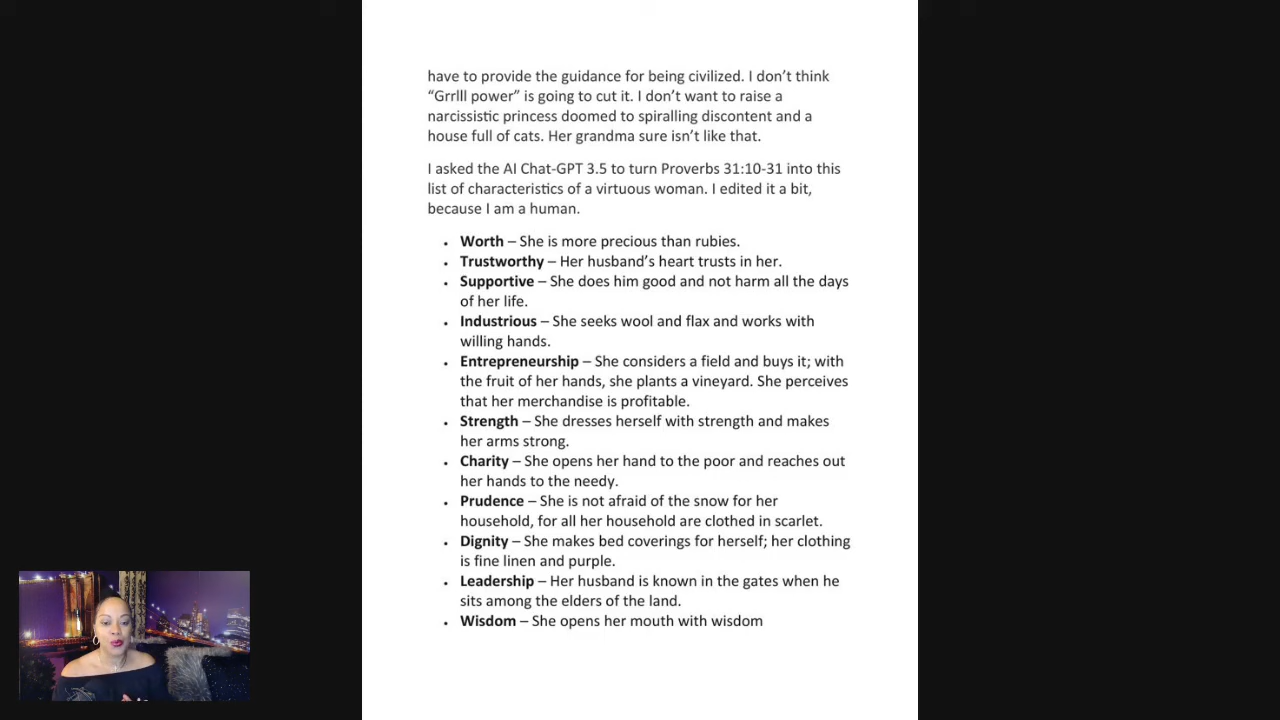 have to provide the guidance for being civilized. I don’t think
“Grrlll power” is going to cut it. I don’t want to raise a
narcissistic princess doomed to spiralling discontent and a
house full of cats. Her grandma sure isn’t like that.
I asked the AI Chat-GPT 3.5 to turn Proverbs 31:10-31 into this
list of characteristics of a virtuous woman. I edited it a bit,
because I am a human.
• Worth – She is more precious than rubies.
• Trustworthy – Her husband’s heart trusts in her.
• Supportive – She does him good and not harm all the days
of her life.
• Industrious – She seeks wool and flax and works with
willing hands.
• Entrepreneurship – She considers a field and buys it; with
the fruit of her hands, she plants a vineyard. She perceives
that her merchandise is profitable.
• Strength – She dresses herself with strength and makes
her arms strong.
• Charity – She opens her hand to the poor and reaches out
her hands to the needy.
• Prudence – She is not afraid of the snow for her
household, for all her household are clothed in scarlet.
• Dignity – She makes bed coverings for herself; her clothing
is fine linen and purple.
• Leadership – Her husband is known in the gates when he
sits among the elders of the land.
• Wisdom – She opens her mouth with wisdom